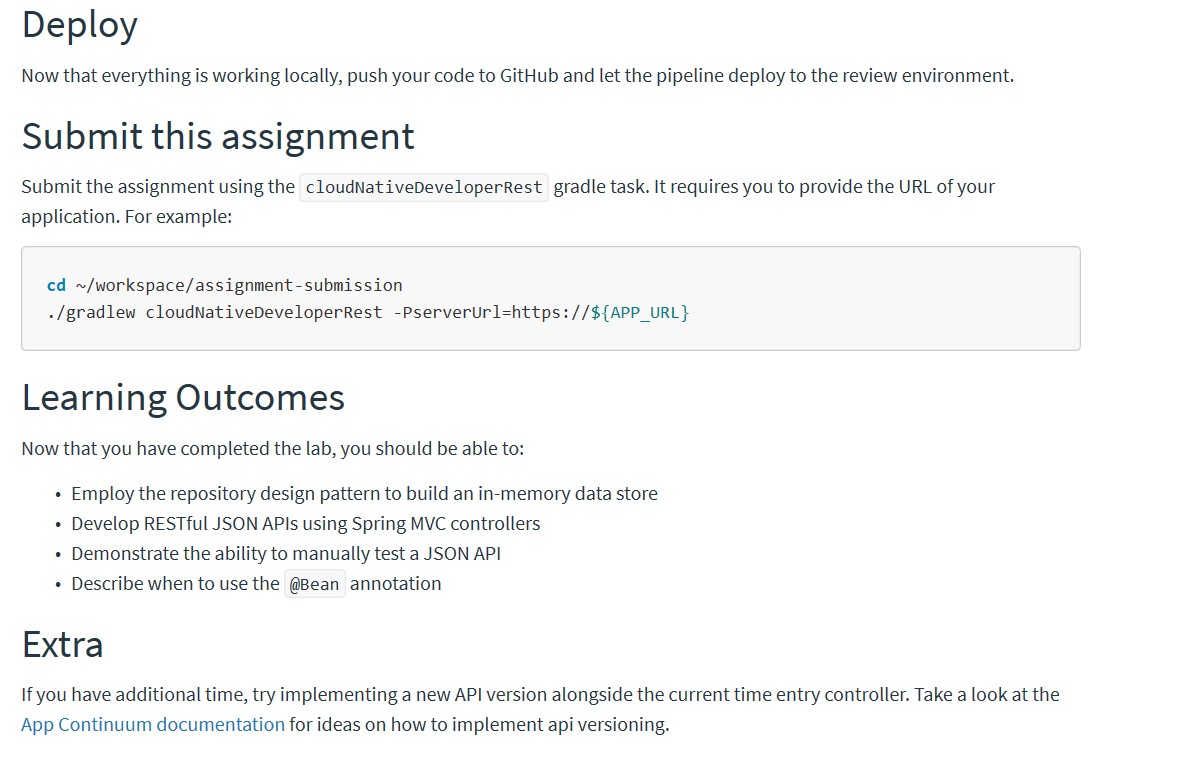 Deploy
Now that everything is working locally, push your code to GitHub and let the pipeline deploy to the review environment.
Submit this assignment
Submit the assignment using the cloudNativeDeveloperRest gradle task. It requires you to provide the URL of your
application. For example:
cd ~/workspace/assignment-submission
./gradlew cloudNativeDeveloperRest -PserverUrl=https://${APP_URL}
Learning Outcomes
Now that you have completed the lab, you should be able to:
• Employ the repository design pattern to build an in-memory data store
• Develop RESTful JSON APIs using Spring MVC controllers
• Demonstrate the ability to manually test a JSON API
• Describe when to use the @Bean annotation
Extra
If you have additional time, try implementing a new API version alongside the current time entry controller. Take a look at the
App Continuum documentation for ideas on how to implement api versioning.